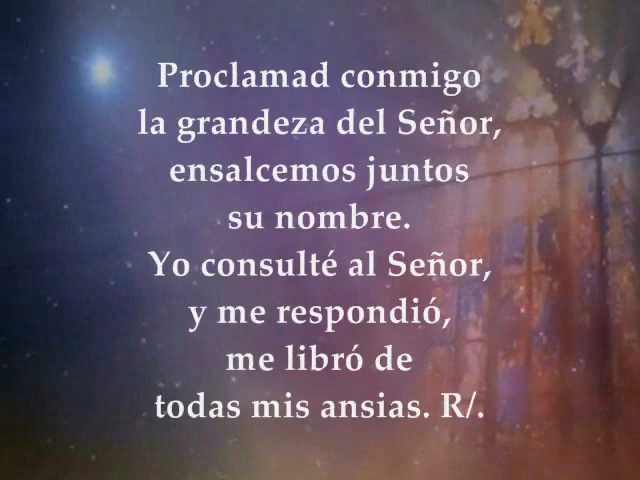 Proclamad conmigo
la grandeza del Señor,
ensalcemos juntos
su nombre.
Yo consulté al Señor,
y me respondió,
me libró de
todas mis ansias. R/.